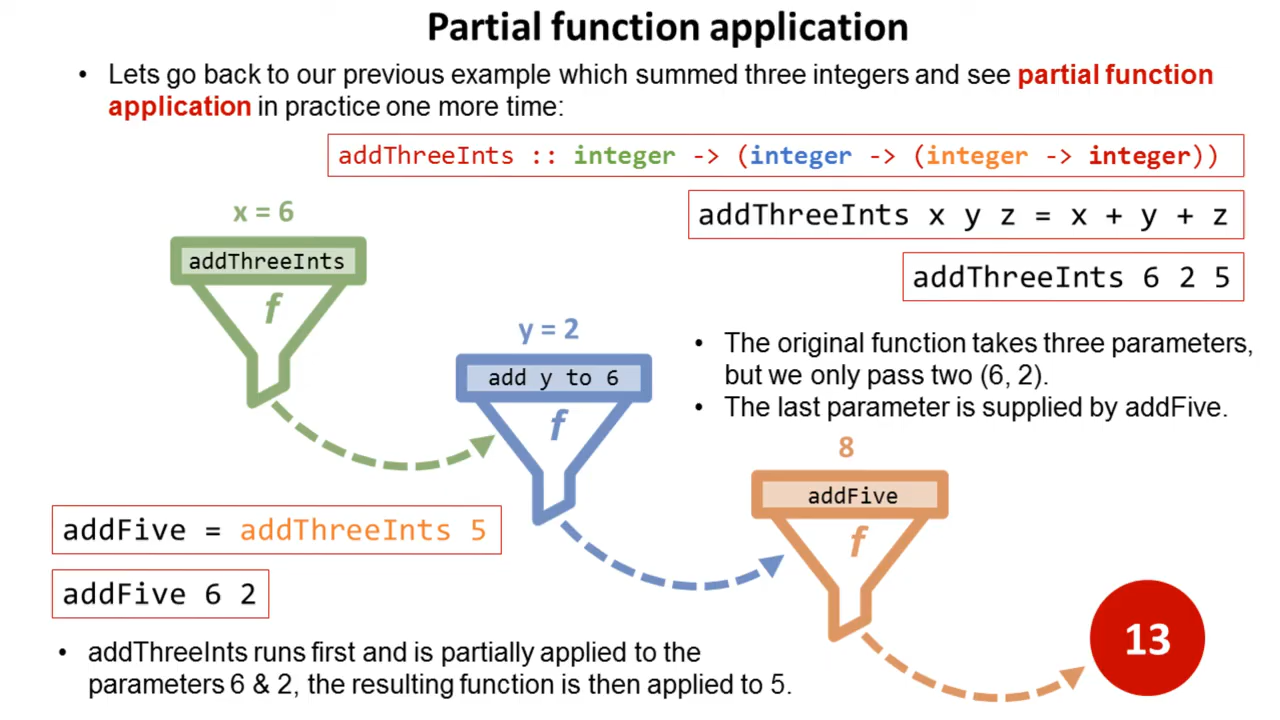 Partial function application
• Lets go back to our previous example which summed three integers and see partial function
application in practice one more time:
addThreeInts :: integer -> (integer -> (integer -> integer))
addThreeInts x y z = x + y + z
addThreeInts 6 2 5
x = 6
addThreeInts
f
y = 2
add y to 6
f
• The original function takes three parameters,
but we only pass two (6, 2).
• The last parameter is supplied by addFive.
8
addFive
f
13
addFive = addThreeInts 5
addFive 6 2
• addThreeInts runs first and is partially applied to the
parameters 6 & 2, the resulting function is then applied to 5.